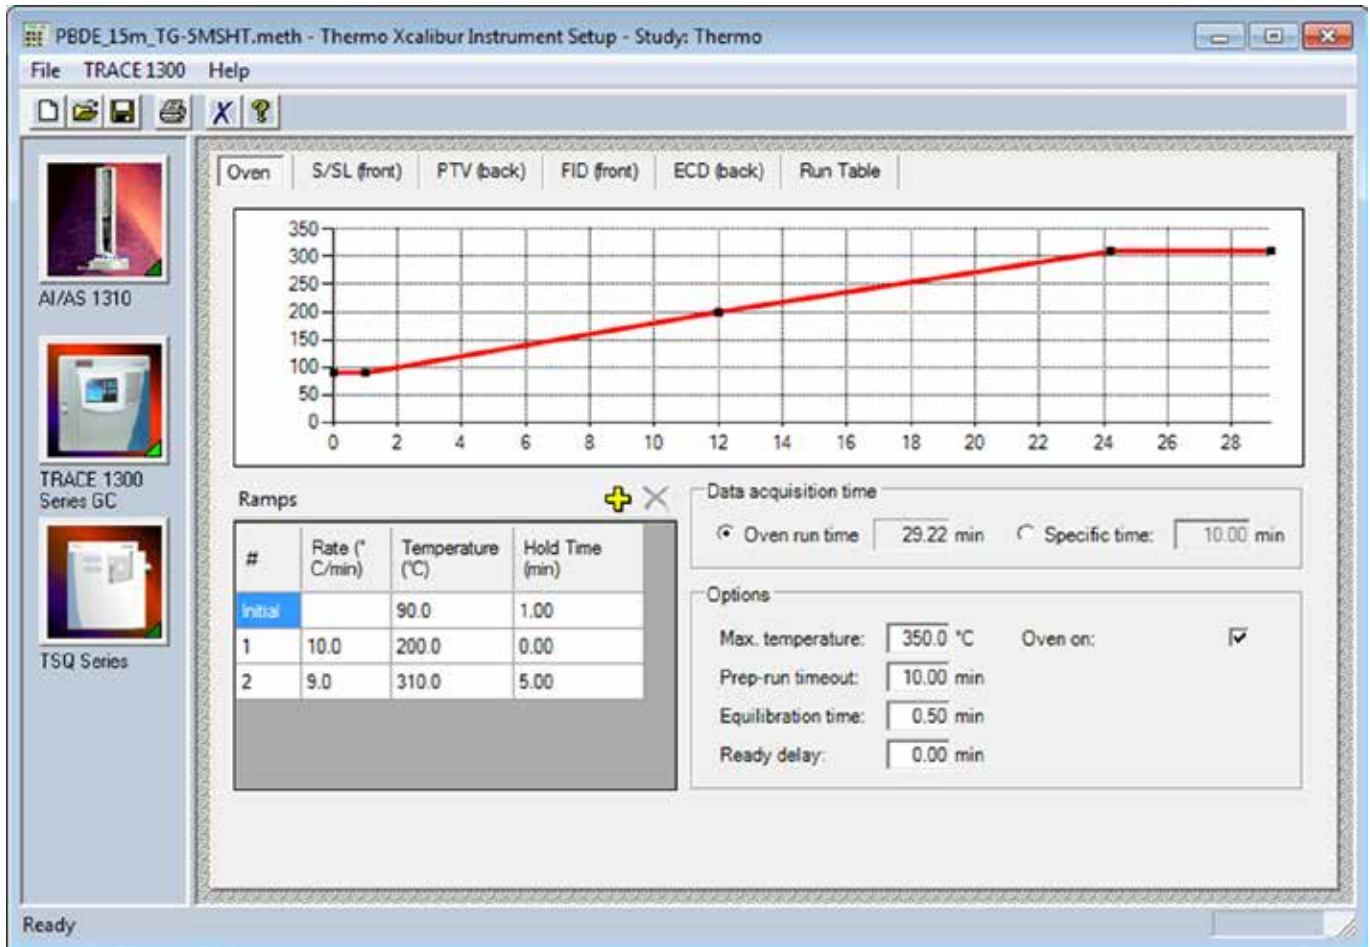 PBDE_15m_TG-5MSHT.meth - Thermo Xcalibur Instrument Setup - Study: Thermo
File TRACE 1300 Help
AI/AS 1310
TRACE 1300
Series GC
TSQ Series
Oven S/SL (front) PTV (back) FID (front) ECD (back) Run Table
350
300
250
200
150
100
50
0
0 2 4 6 8 10 12 14 16 18 20 22 24 26 28
Ramps
# Rate (° C/min) Temperature (°C) Hold Time (min)
Initial 90.0 1.00
1 10.0 200.0 0.00
2 9.0 310.0 5.00
Data acquisition time
Oven run time 29.22 min Specific time: 10.00 min
Options
Max. temperature: 350.0 °C Oven on:
Prep-run timeout: 10.00 min
Equilibration time: 0.50 min
Ready delay: 0.00 min
Ready